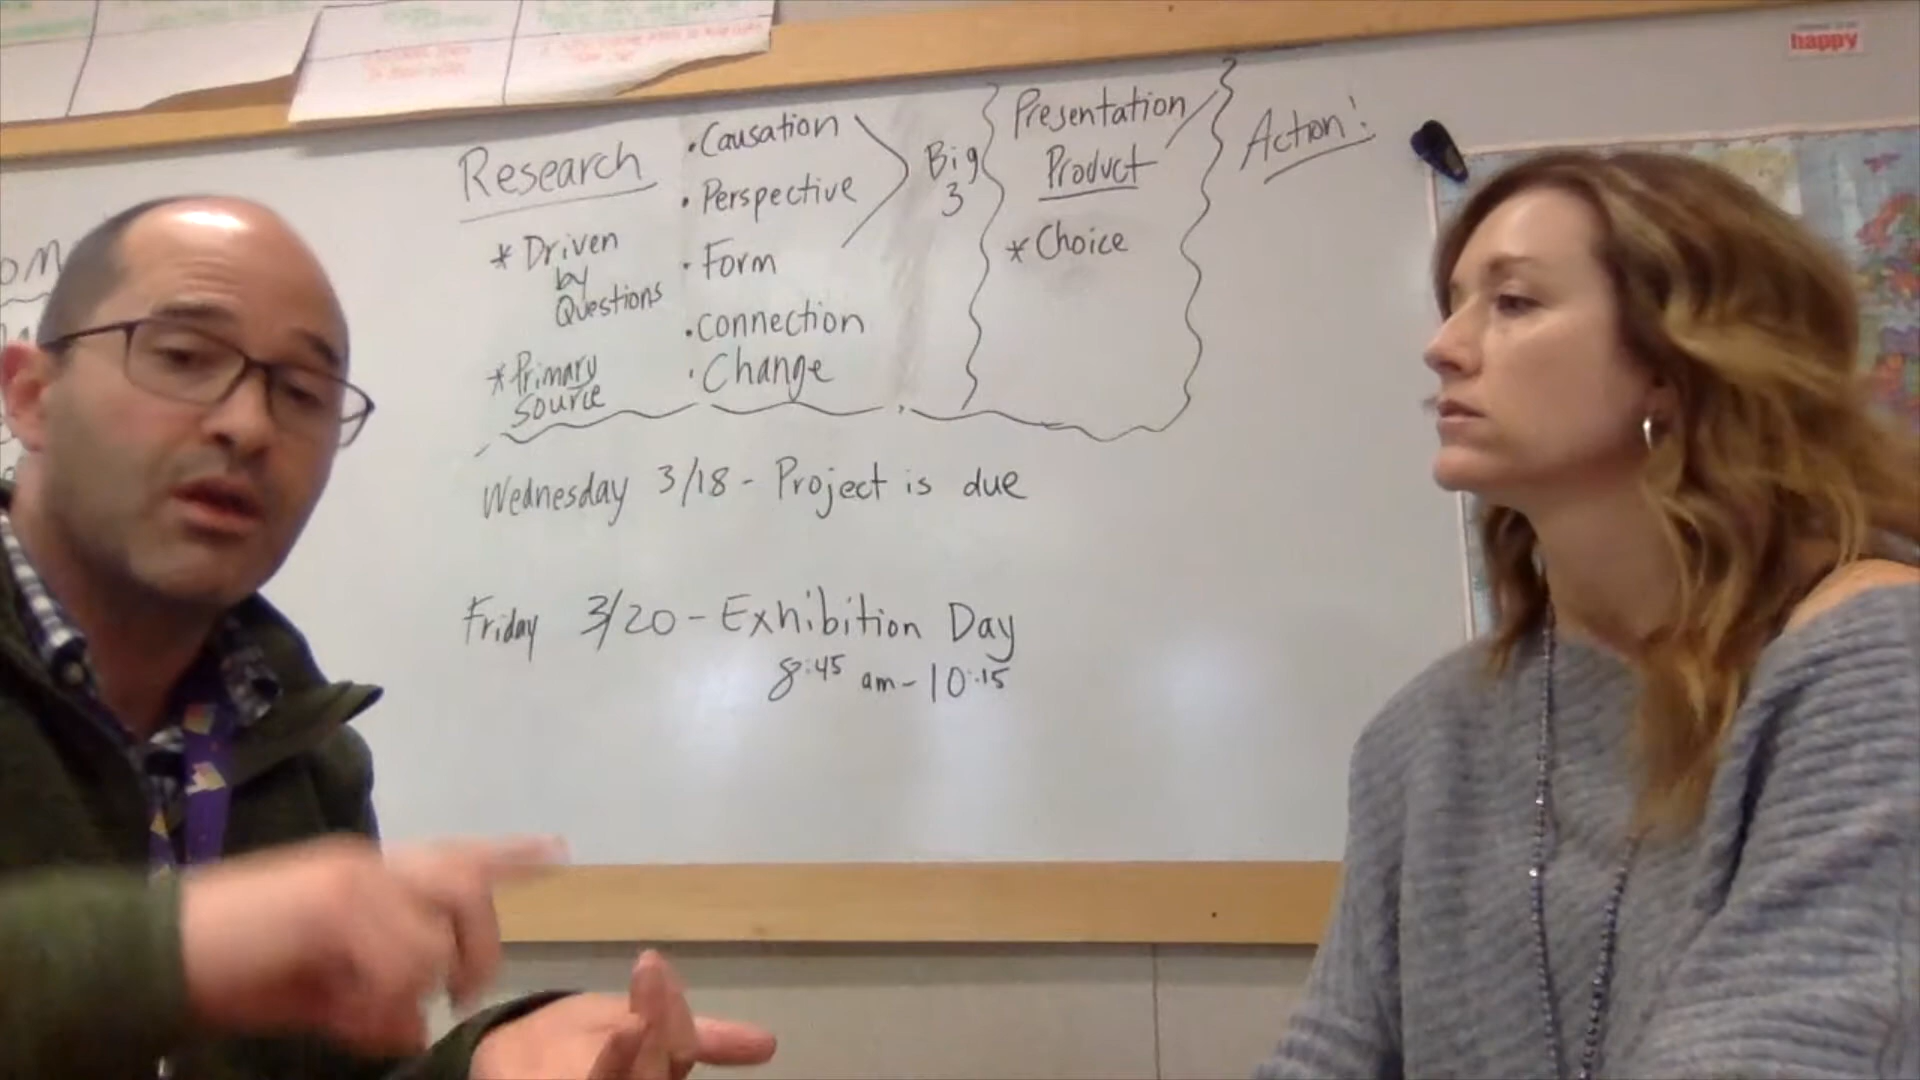 happy
Research
* Driven
by
Questions
* Primary
source
• Causation
• Perspective
• Form
• Connection
• Change
Big
3
Presentation
Product
* Choice
Action!
Wednesday 3/18 - Project is due
Friday 3/20 - Exhibition Day
8:45 am - 10:15